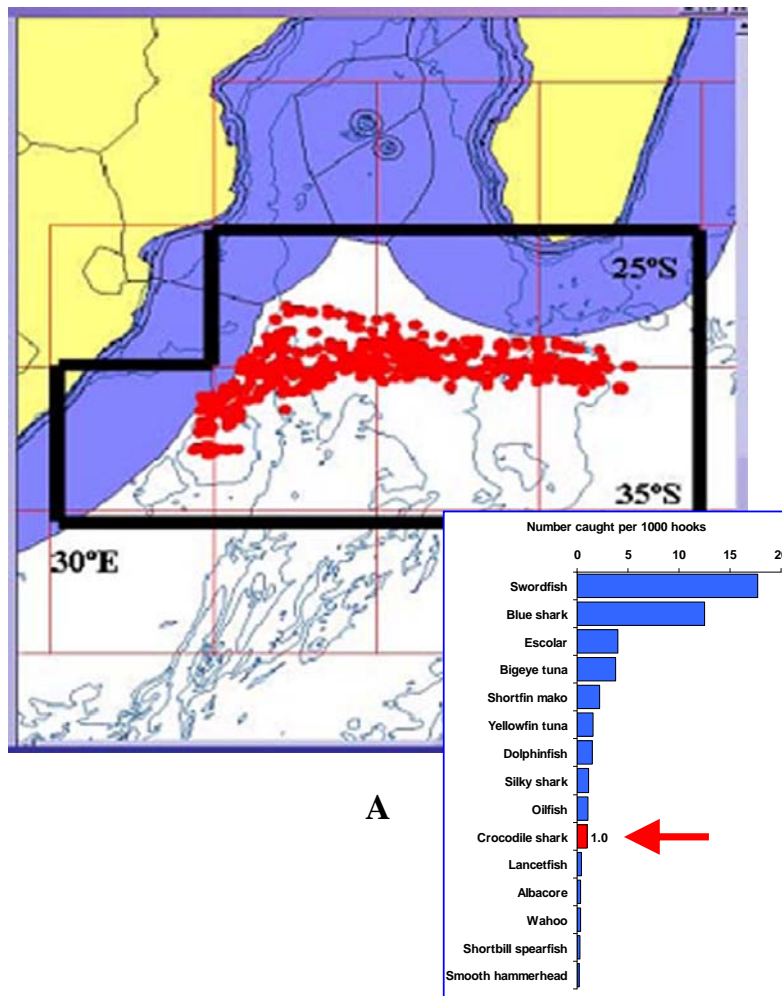 25ºS
35ºS
30ºE
Number caught per 1000 hooks
0 5 10 15 20
Swordfish
Blue shark
Escolar
Bigeye tuna
Shortfin mako
Yellowfin tuna
Dolphinfish
Silky shark
Oilfish
Crocodile shark 1.0
Lancetfish
Albacore
Wahoo
Shortbill spearfish
Smooth hammerhead
A